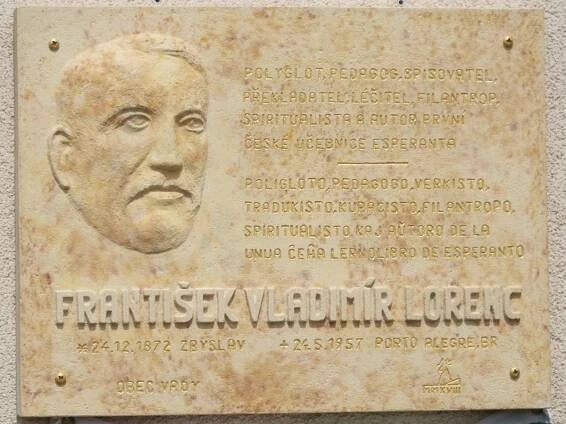 POLYGLOT, PEDAGOG, SPISOVATEL,
PŘEKLADATEL, LÉČITEL, FILANTROP,
SPIRITUALISTA A AUTOR PRVNÍ
ČESKÉ UČEBNICE ESPERANTA
POLIGLOTO, PEDAGOGO, VERKISTO,
TRADUKISTO, KURACISTO, FILANTROPO,
SPIRITUALISTO, KAJ AŬTORO DE LA
UNUA ĈEĤA LERNOLIBRO DE ESPERANTO
FRANTIŠEK VLADIMÍR LORENC
* 24.12.1872 ZBYSLAV + 24.5.1957 PORTO ALEGRE, BR
OBEC VRDY
MMXVIII